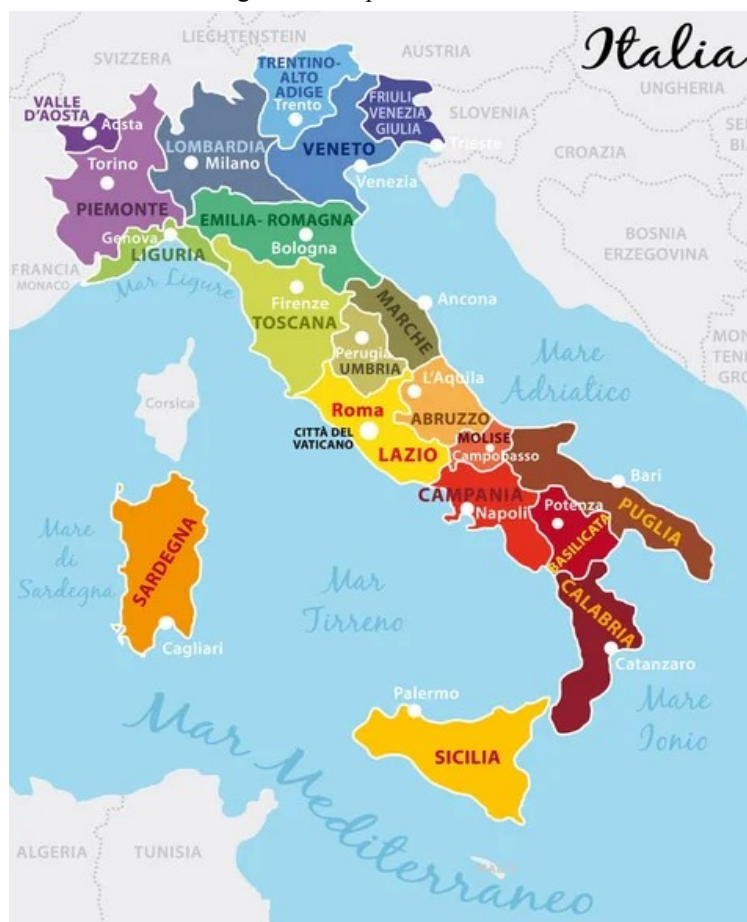 Italia
LIECHTENSTEIN
SVIZZERA
AUSTRIA
UNGHERIA
TRENTINO-
ALTO
ADIGE
Trento
FRIULI
VENEZIA
GIULIA
SLOVENIA
VALLE
D'AOSTA
Aosta
LOMBARDIA
Milano
VENETO
Trieste
CROAZIA
Torino
Venezia
PIEMONTE
EMILIA- ROMAGNA
Bologna
Genova
LIGURIA
BOSNIA
ERZEGOVINA
FRANCIA
MONACO
Mar Ligure
Firenze
TOSCANA
MARCHE
Ancona
Perugia
UMBRIA
MON
TEN
GRO
Mare
Adriatico
Corsica
L'Aquila
ABRUZZO
Roma
CITTÀ DEL
VATICANO
LAZIO
MOLISE
Campobasso
CAMPANIA
Napoli
Bari
PUGLIA
Potenza
BASILICATA
Mare
di
Sardegna
SARDEGNA
Cagliari
Mar
Tirreno
CALABRIA
Catanzaro
Mare
Ionio
Palermo
SICILIA
Mar Mediterraneo
ALGERIA
TUNISIA